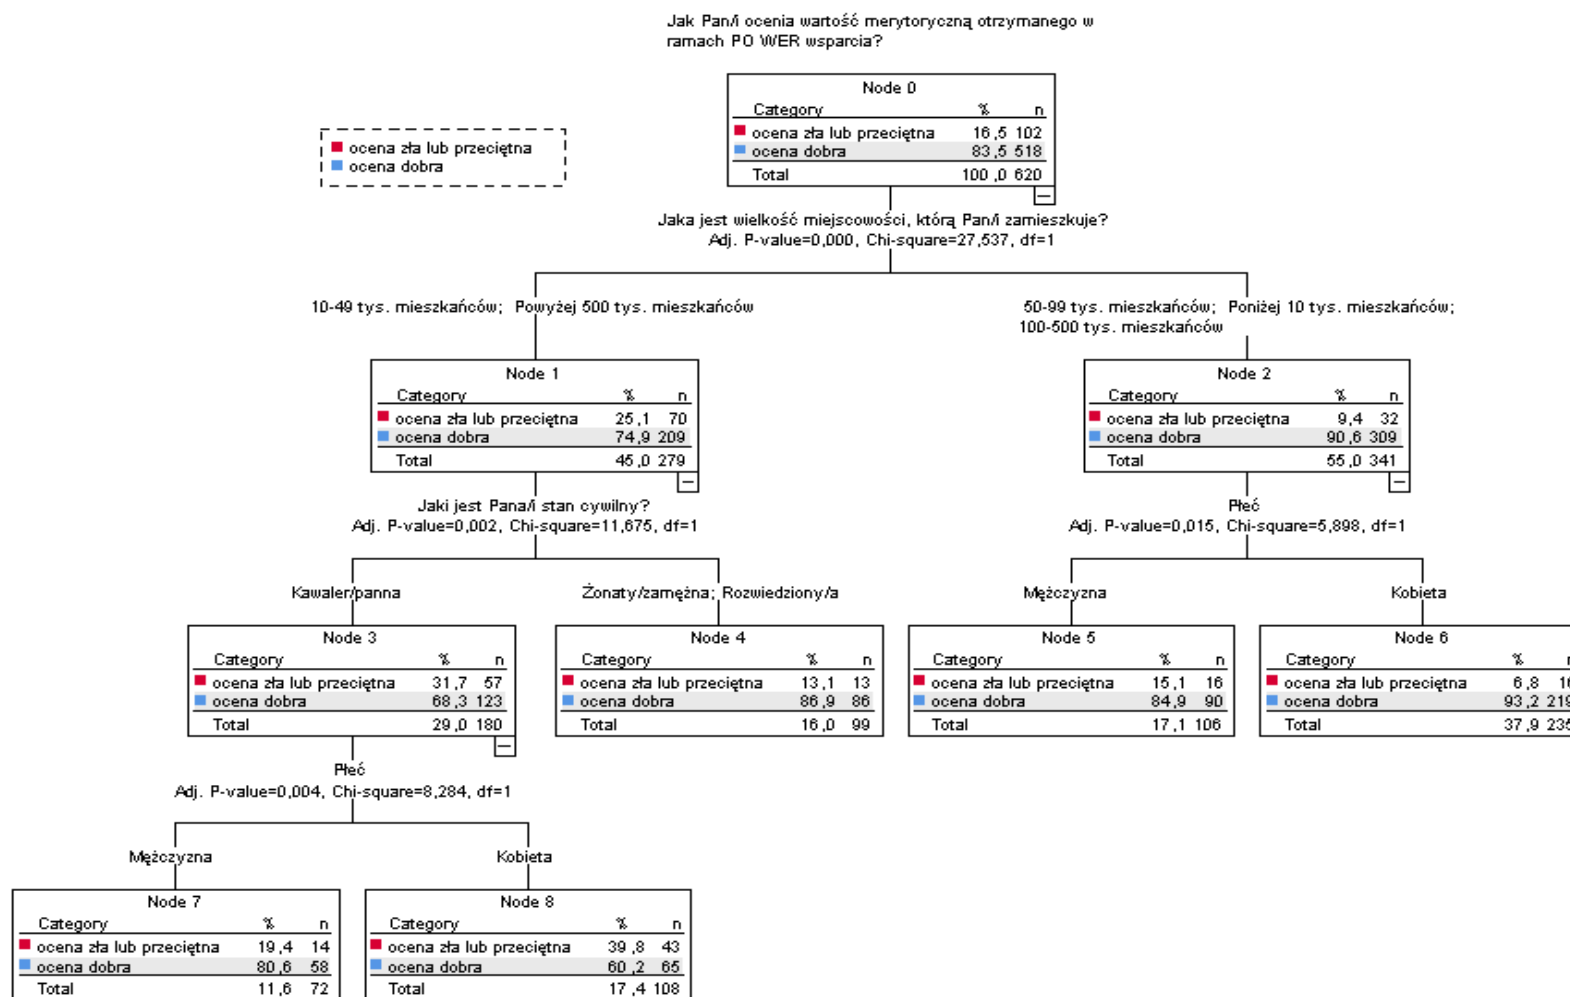 Jak Pan/i ocenia wartość merytoryczną otrzymanego w
ramach PO WER wsparcia?
ocena zła lub przeciętna
ocena dobra
Node 0
Category % n
ocena zła lub przeciętna 16,5 102
ocena dobra 83,5 518
Total 100,0 620
Jaka jest wielkość miejscowości, którą Pan/i zamieszkuje?
Adj. P-value=0,000, Chi-square=27,537, df=1
10-49 tys. mieszkańców; Powyżej 500 tys. mieszkańców
50-99 tys. mieszkańców; Poniżej 10 tys. mieszkańców;
100-500 tys. mieszkańców
Node 1
Category % n
ocena zła lub przeciętna 25,1 70
ocena dobra 74,9 209
Total 45,0 279
Node 2
Category % n
ocena zła lub przeciętna 9,4 32
ocena dobra 90,6 309
Total 55,0 341
Jaki jest Pana/i stan cywilny?
Adj. P-value=0,002, Chi-square=11,675, df=1
Płeć
Adj. P-value=0,015, Chi-square=5,898, df=1
Kawaler/panna
Żonaty/zamężna; Rozwiedziony/a
Mężczyzna
Kobieta
Node 3
Category % n
ocena zła lub przeciętna 31,7 57
ocena dobra 68,3 123
Total 29,0 180
Node 4
Category % n
ocena zła lub przeciętna 13,1 13
ocena dobra 86,9 86
Total 16,0 99
Node 5
Category % n
ocena zła lub przeciętna 15,1 16
ocena dobra 84,9 90
Total 17,1 106
Node 6
Category % n
ocena zła lub przeciętna 6,8 16
ocena dobra 93,2 219
Total 37,9 235
Płeć
Adj. P-value=0,004, Chi-square=8,284, df=1
Mężczyzna
Kobieta
Node 7
Category % n
ocena zła lub przeciętna 19,4 14
ocena dobra 80,6 58
Total 11,6 72
Node 8
Category % n
ocena zła lub przeciętna 39,8 43
ocena dobra 60,2 65
Total 17,4 108